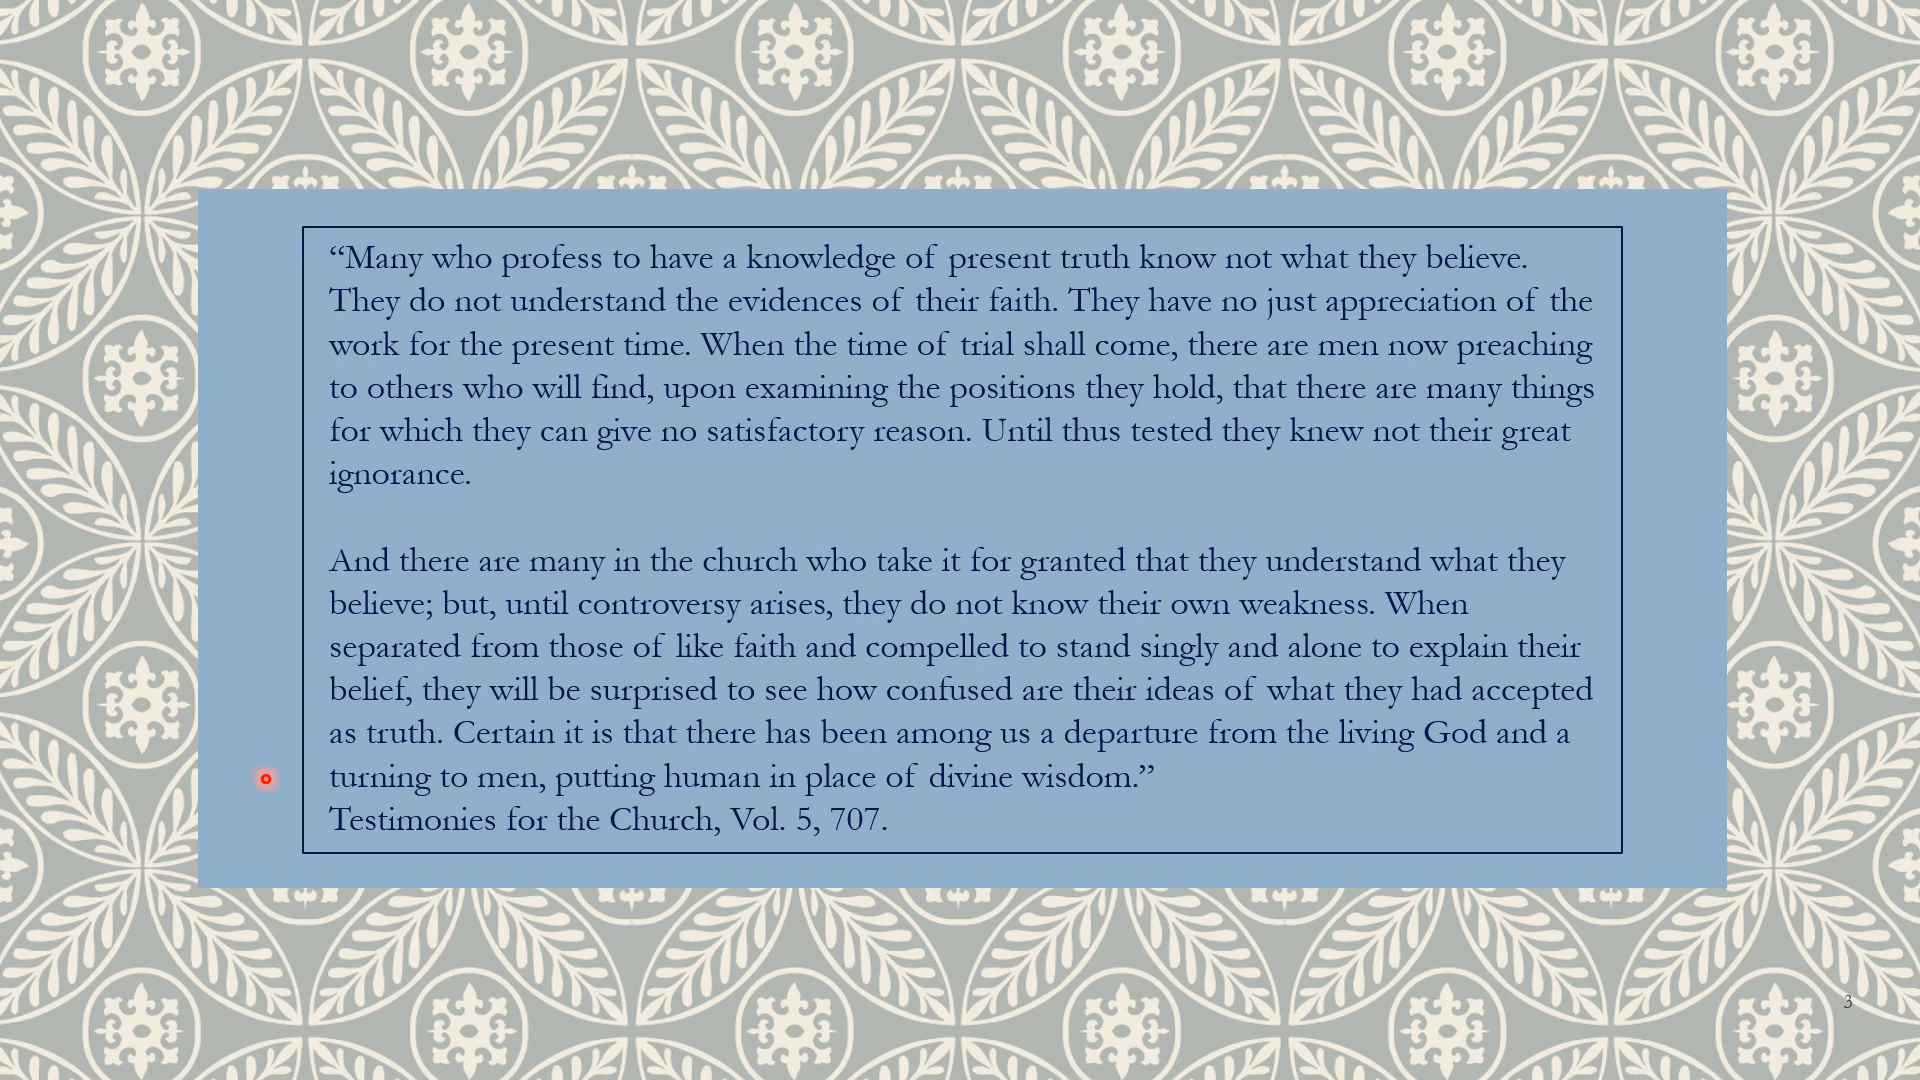 “Many who profess to have a knowledge of present truth know not what they believe.
They do not understand the evidences of their faith. They have no just appreciation of the
work for the present time. When the time of trial shall come, there are men now preaching
to others who will find, upon examining the positions they hold, that there are many things
for which they can give no satisfactory reason. Until thus tested they knew not their great
ignorance.
And there are many in the church who take it for granted that they understand what they
believe; but, until controversy arises, they do not know their own weakness. When
separated from those of like faith and compelled to stand singly and alone to explain their
belief, they will be surprised to see how confused are their ideas of what they had accepted
as truth. Certain it is that there has been among us a departure from the living God and a
turning to men, putting human in place of divine wisdom.”
Testimonies for the Church, Vol. 5, 707.
3